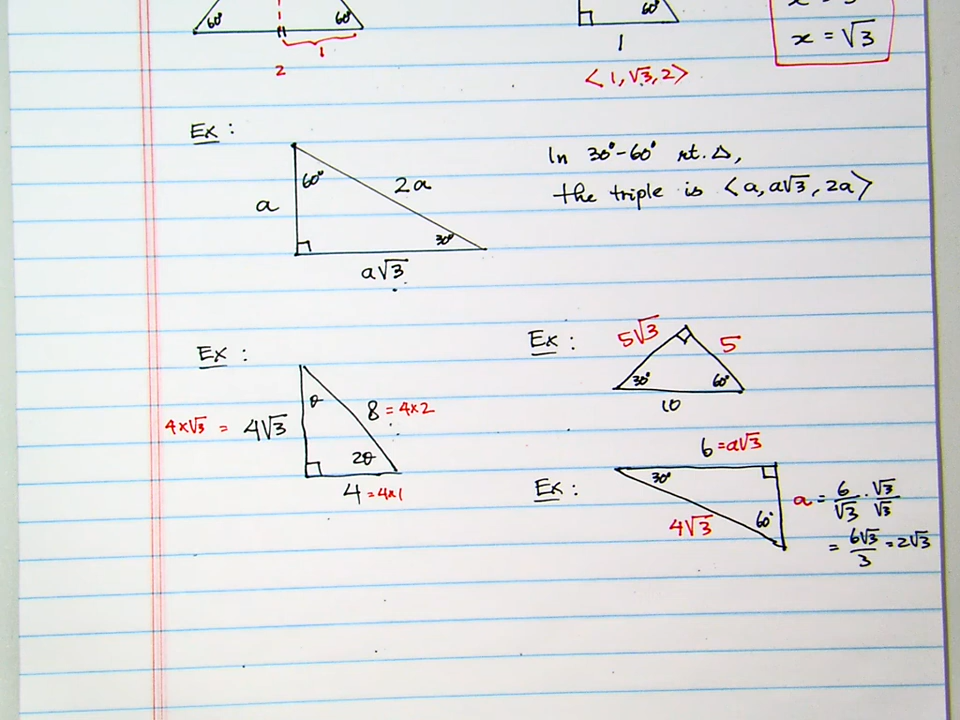 60° 60°
1
2
60°
1
⟨1, √3, 2⟩
x = √3
Ex :
60°
2a
a
30°
a√3
In 30°-60° rt. △,
the triple is ⟨a, a√3, 2a⟩
Ex :
θ
8 = 4×2
4×√3 = 4√3
2θ
4 = 4×1
Ex :
5√3
5
30° 60°
10
Ex :
6 = a√3
30°
60°
4√3
a = 6/√3 · √3/√3
= 6√3/3 = 2√3